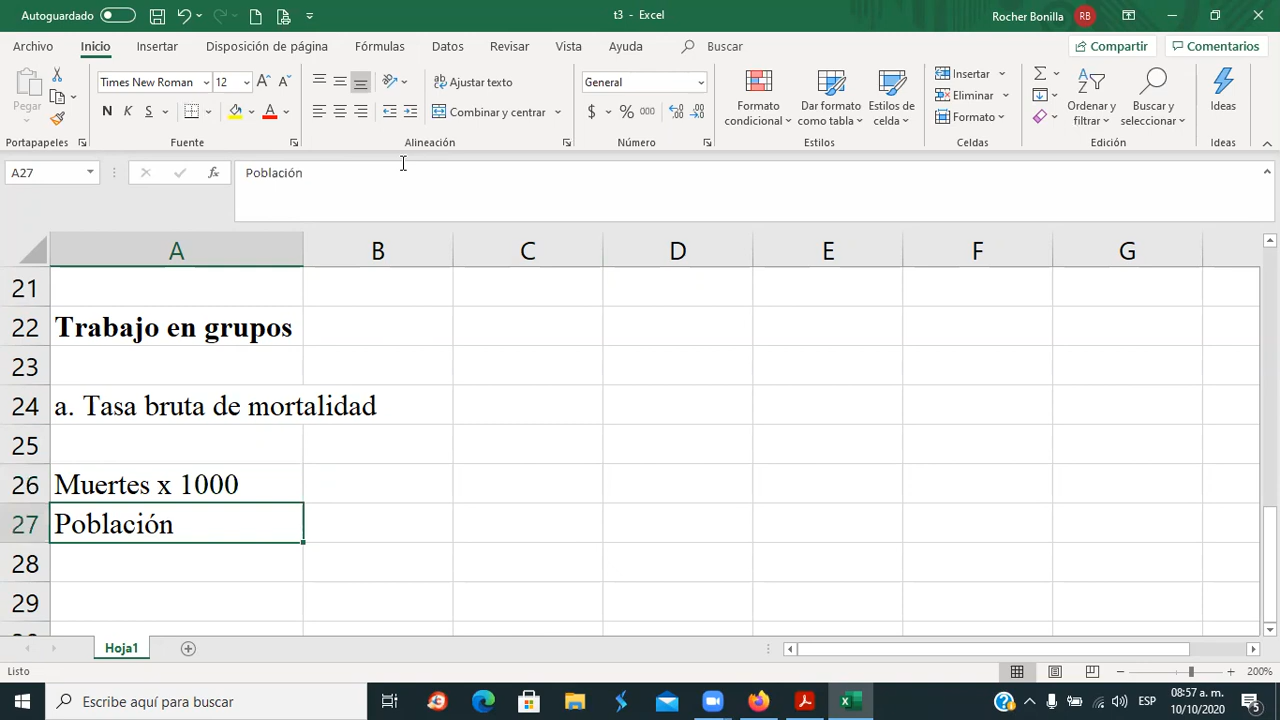 Autoguardado
t3 - Excel
Rocher Bonilla
RB
Archivo Inicio Insertar Disposición de página Fórmulas Datos Revisar Vista Ayuda Buscar Compartir Comentarios
Pegar
Times New Roman 12
N K S
Ajustar texto
Combinar y centrar
General
$ % 000
Formato condicional
Dar formato como tabla
Estilos de celda
Insertar
Eliminar
Formato
Ordenar y filtrar
Buscar y seleccionar
Ideas
Portapapeles Fuente Alineación Número Estilos Celdas Edición Ideas
A27
fx
Población
A B C D E F G
21
22 Trabajo en grupos
23
24 a. Tasa bruta de mortalidad
25
26 Muertes x 1000
27 Población
28
29
Hoja1
Listo
200%
Escribe aquí para buscar
ESP
08:57 a. m.
10/10/2020
5